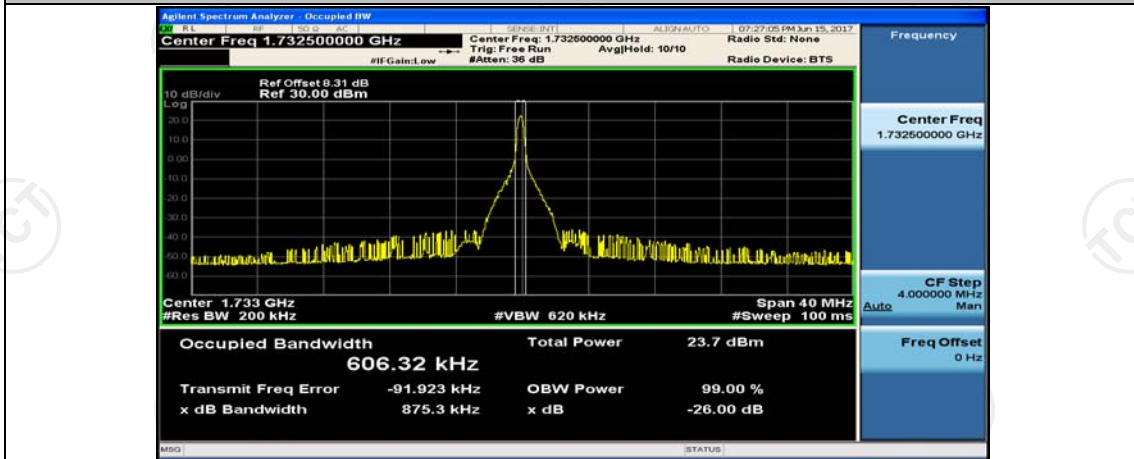 Agilent Spectrum Analyzer - Occupied BW
RL RF 50 Ω AC SENSE:INT ALIGN AUTO 07:27:05 PM Jun 15, 2017
Center Freq 1.732500000 GHz
Center Freq: 1.732500000 GHz
Radio Std: None
Trig: Free Run Avg|Hold: 10/10
#IFGain:Low #Atten: 36 dB Radio Device: BTS
Frequency
Ref Offset 8.31 dB
10 dB/div Ref 30.00 dBm
Log
20.0
10.0
0.00
-10.0
-20.0
-30.0
-40.0
-50.0
-60.0
Center Freq
1.732500000 GHz
CF Step
4.000000 MHz
Auto Man
Freq Offset
0 Hz
Center 1.733 GHz Span 40 MHz
#Res BW 200 kHz #VBW 620 kHz #Sweep 100 ms
Occupied Bandwidth Total Power 23.7 dBm
606.32 kHz
Transmit Freq Error -91.923 kHz OBW Power 99.00 %
x dB Bandwidth 875.3 kHz x dB -26.00 dB
MSG STATUS
TCT
TCT